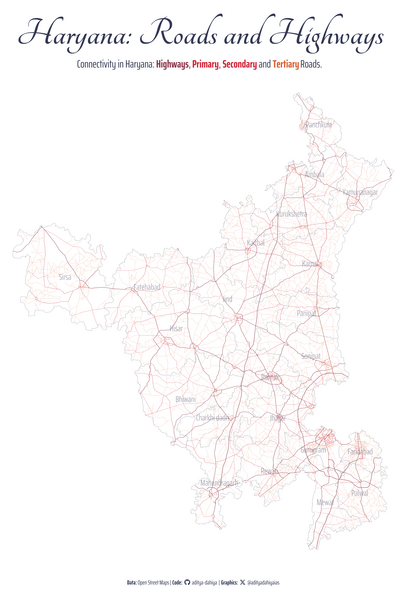 Haryana: Roads and Highways
Connectivity in Haryana: Highways, Primary, Secondary and Tertiary Roads.
Panchkula
Ambala
Yamunanagar
Kurukshetra
Kaithal
Karnal
Sirsa
Fatehabad
Jind
Panipat
Hisar
Sonipat
Rohtak
Bhiwani
Charkhi dadri
Jhajjar
Gurugram
Faridabad
Rewari
Mahendragarh
Palwal
Mewat
Data: Open Street Maps | Code: aditya-dahiya | Graphics: X @adityadahiyaias